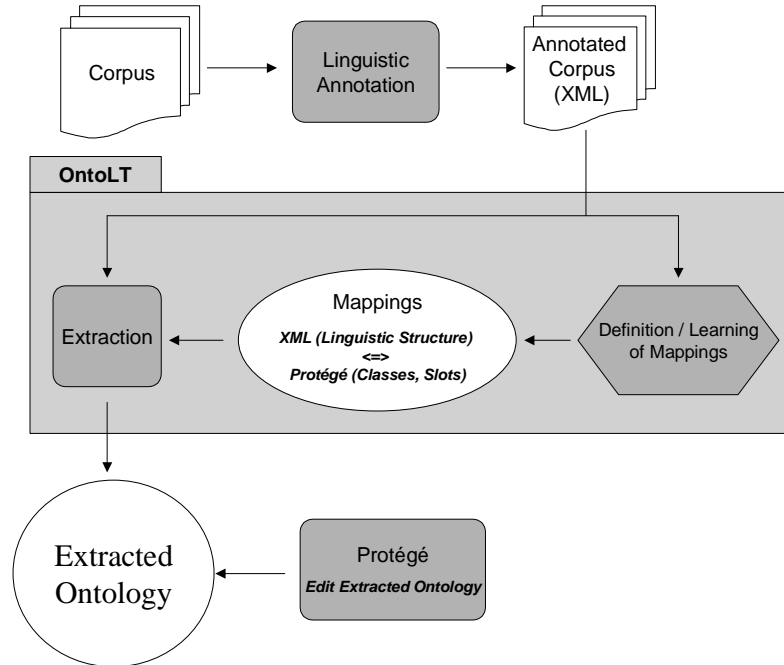 Corpus
Linguistic
Annotation
Annotated
Corpus
(XML)
OntoLT
Extraction
Mappings
XML (Linguistic Structure)
<=>
Protégé (Classes, Slots)
Definition / Learning
of Mappings
Extracted
Ontology
Protégé
Edit Extracted Ontology